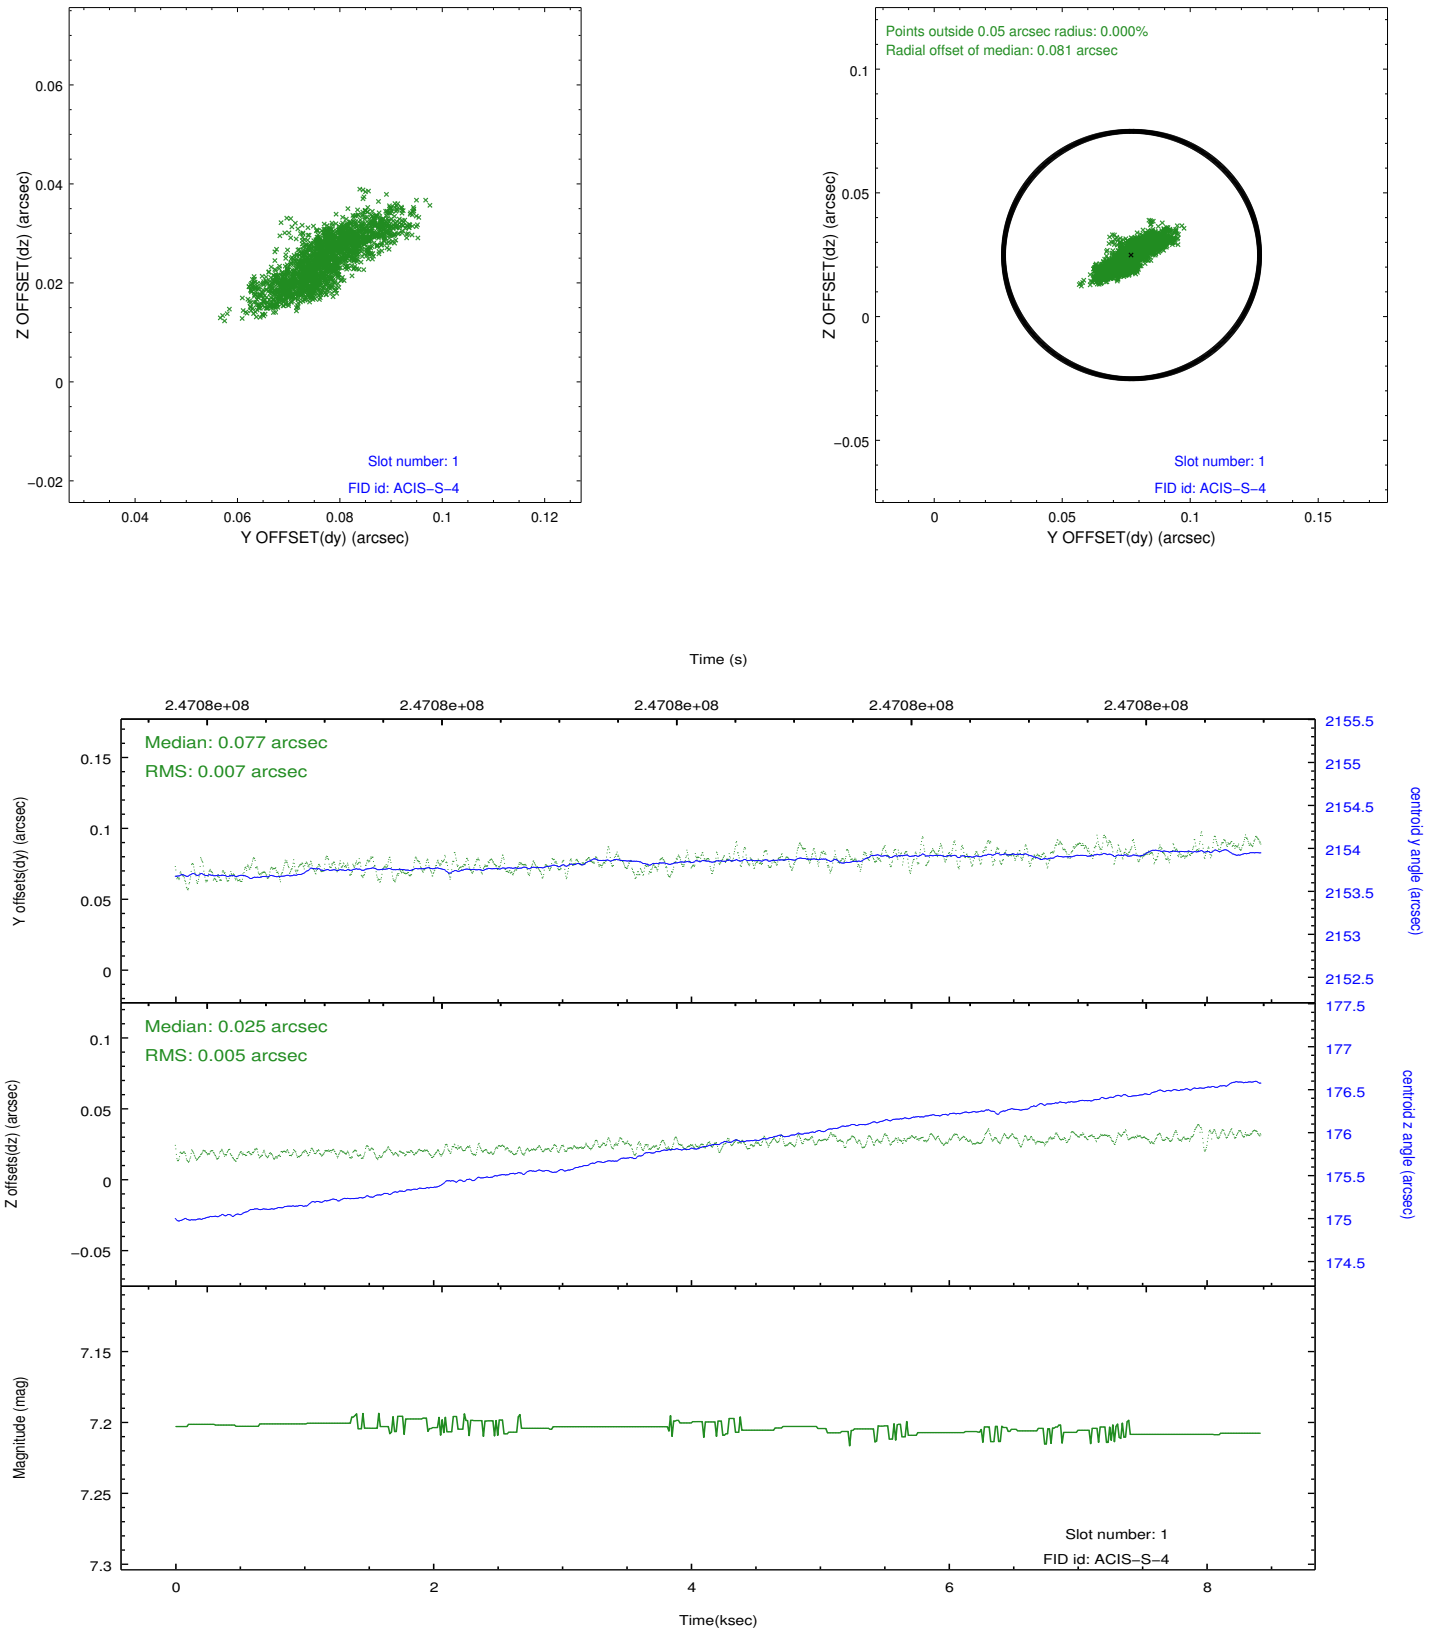 0.06
0.04
0.02
0
−0.02
Z OFFSET(dz) (arcsec)
Slot number: 1
FID id: ACIS−S−4
0.04 0.06 0.08 0.1 0.12
Y OFFSET(dy) (arcsec)
Points outside 0.05 arcsec radius: 0.000%
Radial offset of median: 0.081 arcsec
0.1
0.05
0
−0.05
Z OFFSET(dz) (arcsec)
Slot number: 1
FID id: ACIS−S−4
0 0.05 0.1 0.15
Y OFFSET(dy) (arcsec)
Time (s)
2.4708e+08 2.4708e+08 2.4708e+08 2.4708e+08 2.4708e+08
Median: 0.077 arcsec
RMS: 0.007 arcsec
0.15
0.1
0.05
0
Y offsets(dy) (arcsec)
2155.5
2155
2154.5
2154
2153.5
2153
2152.5
centroid y angle (arcsec)
Median: 0.025 arcsec
RMS: 0.005 arcsec
0.1
0.05
0
−0.05
Z offsets(dz) (arcsec)
177.5
177
176.5
176
175.5
175
174.5
centroid z angle (arcsec)
7.15
7.2
7.25
7.3
Magnitude (mag)
Slot number: 1
FID id: ACIS−S−4
0 2 4 6 8
Time(ksec)